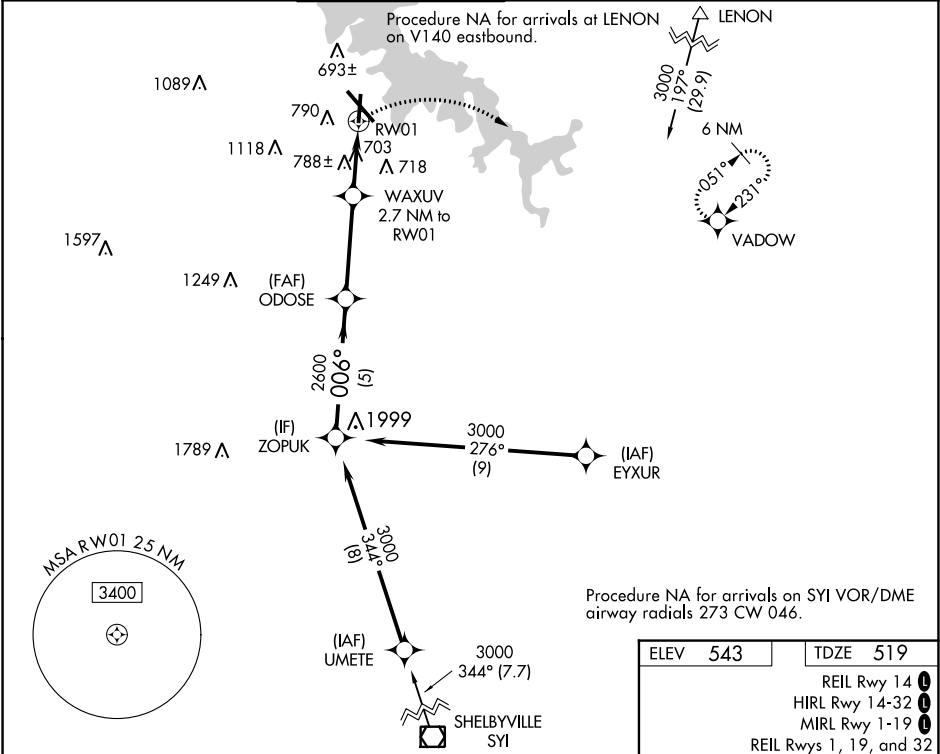 Procedure NA for arrivals at LENON
on V140 eastbound.
LENON
3000
197°
(29.9)
693±
1089
790
RW01
6 NM
1118
788±
703
718
051°
231°
WAXUV
2.7 NM to
RW01
VADOW
1597
1249
(FAF)
ODOSE
2600
006°
(5)
(IF)
ZOPUK
1999
1789
3000
276°
(9)
(IAF)
EYXUR
3000
344°
(8)
MSA RW01 25 NM
3400
Procedure NA for arrivals on SYI VOR/DME
airway radials 273 CW 046.
(IAF)
UMETE
3000
344° (7.7)
SHELBYVILLE
SYI
ELEV 543
TDZE 519
REIL Rwy 14 L
HIRL Rwy 14-32 L
MIRL Rwy 1-19 L
REIL Rwys 1, 19, and 32